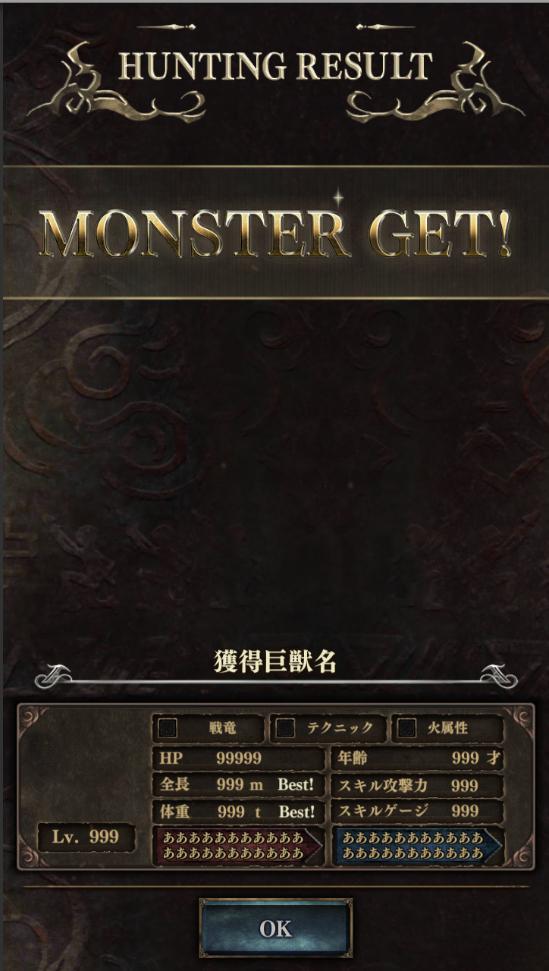 HUNTING RESULT
MONSTER GET!
獲得巨獣名
戦竜 テクニック 火属性
HP 99999 年齢 999 才
全長 999 m Best! スキル攻撃力 999
体重 999 t Best! スキルゲージ 999
Lv. 999
あああああああああああ あああああああああああ
あああああああああああ あああああああああああ
OK